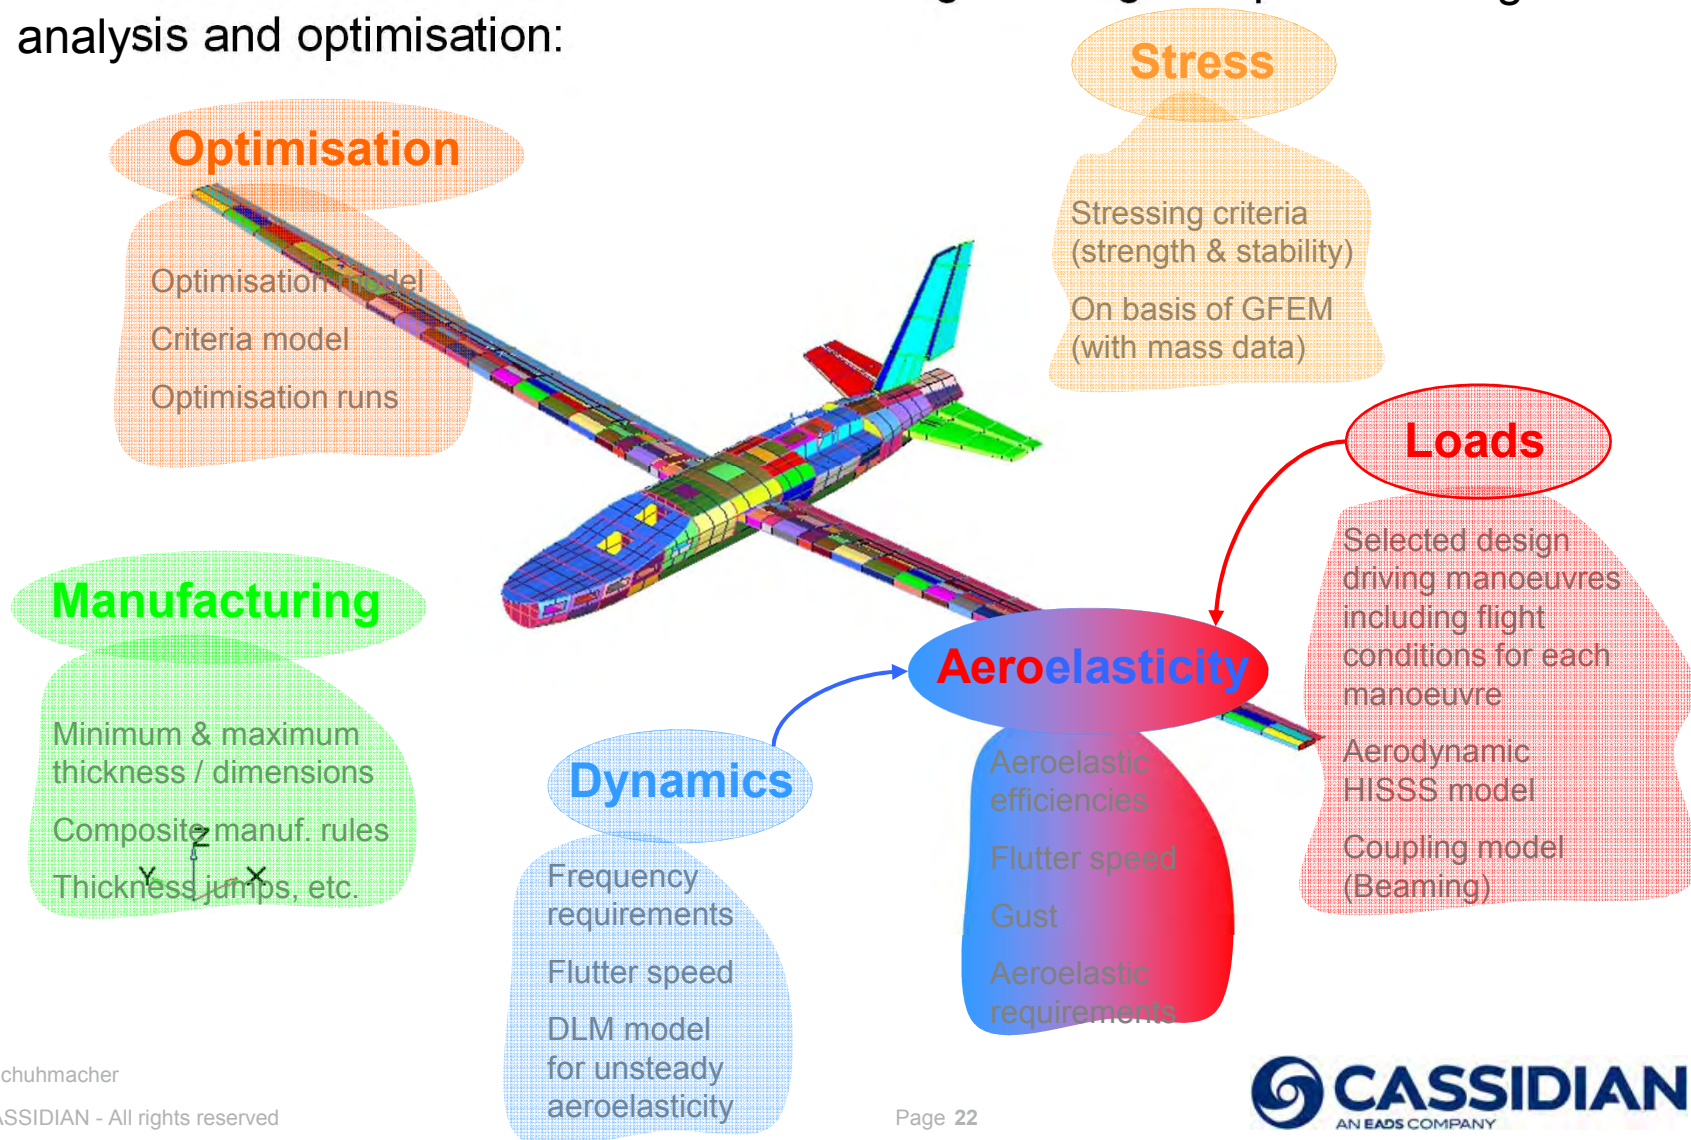 analysis and optimisation:
Stress
Stressing criteria
(strength & stability)
On basis of GFEM
(with mass data)
Optimisation
Optimisation model
Criteria model
Optimisation runs
Loads
Selected design
driving manoeuvres
including flight
conditions for each
manoeuvre
Aerodynamic
HISSS model
Coupling model
(Beaming)
Manufacturing
Minimum & maximum
thickness / dimensions
Composite manuf. rules
Thickness jumps, etc.
Z
Y
X
Aeroelasticity
Aeroelastic
efficiencies
Flutter speed
Gust
Aeroelastic
requirements
Dynamics
Frequency
requirements
Flutter speed
DLM model
for unsteady
aeroelasticity
chuhmacher
ASSIDIAN - All rights reserved
Page 22
CASSIDIAN
AN EADS COMPANY